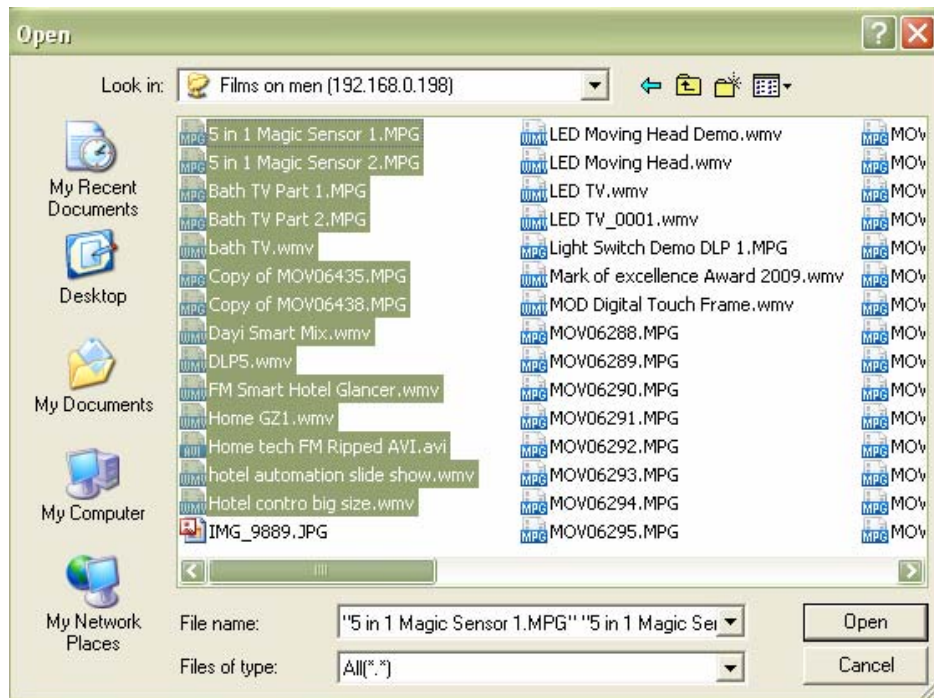 Open
Look in:
Films on men (192.168.0.198)
My Recent
Documents
Desktop
My Documents
My Computer
My Network
Places
5 in 1 Magic Sensor 1.MPG
5 in 1 Magic Sensor 2.MPG
Bath TV Part 1.MPG
Bath TV Part 2.MPG
bath TV.wmv
Copy of MOV06435.MPG
Copy of MOV06438.MPG
Dayi Smart Mix.wmv
DLP5.wmv
FM Smart Hotel Glancer.wmv
Home GZ1.wmv
Home tech FM Ripped AVI.avi
hotel automation slide show.wmv
Hotel contro big size.wmv
IMG_9889.JPG
LED Moving Head Demo.wmv
LED Moving Head.wmv
LED TV.wmv
LED TV_0001.wmv
Light Switch Demo DLP 1.MPG
Mark of excellence Award 2009.wmv
MOD Digital Touch Frame.wmv
MOV06288.MPG
MOV06289.MPG
MOV06290.MPG
MOV06291.MPG
MOV06292.MPG
MOV06293.MPG
MOV06294.MPG
MOV06295.MPG
File name:
"5 in 1 Magic Sensor 1.MPG" "5 in 1 Magic
Open
Files of type:
All(*.*)
Cancel